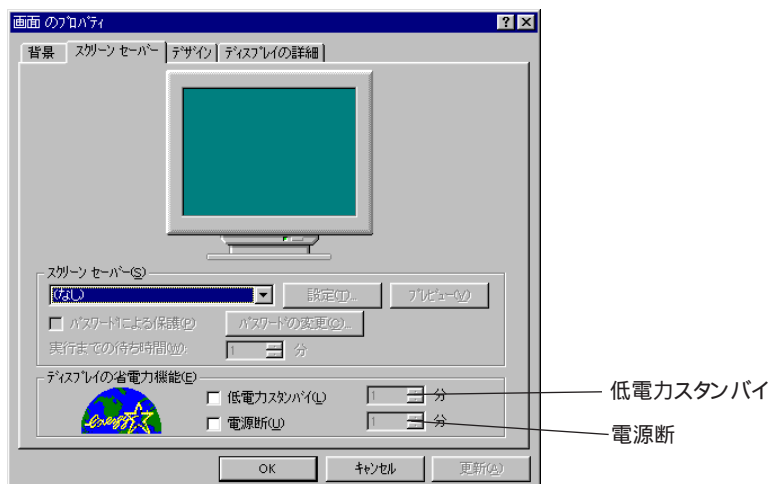 画面 のﾌﾟﾛﾊﾟﾃｨ
背景 ｽｸﾘｰﾝ ｾｰﾊﾞｰ ﾃﾞｻﾞｲﾝ ﾃﾞｨｽﾌﾟﾚｲの詳細
ｽｸﾘｰﾝ ｾｰﾊﾞｰ(S)
(なし) 設定(T)... ﾌﾟﾚﾋﾞｭｰ(V)
ﾊﾟｽﾜｰﾄﾞによる保護(P) ﾊﾟｽﾜｰﾄﾞの変更(C)...
実行までの待ち時間(W): 1 分
ﾃﾞｨｽﾌﾟﾚｲの省電力機能(E)
energy
低電力ｽﾀﾝﾊﾞｲ(L) 1 分 低電力スタンバイ
電源断(U) 1 分 電源断
OK ｷｬﾝｾﾙ 更新(A)